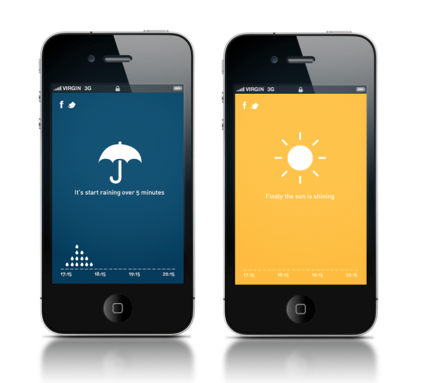 VIRGIN 3G
f
It's start raining over 5 minutes
17:15 18:15 19:15 20:15
VIRGIN 3G
f
Finaly the sun is shining
17:15 18:15 19:15 20:15